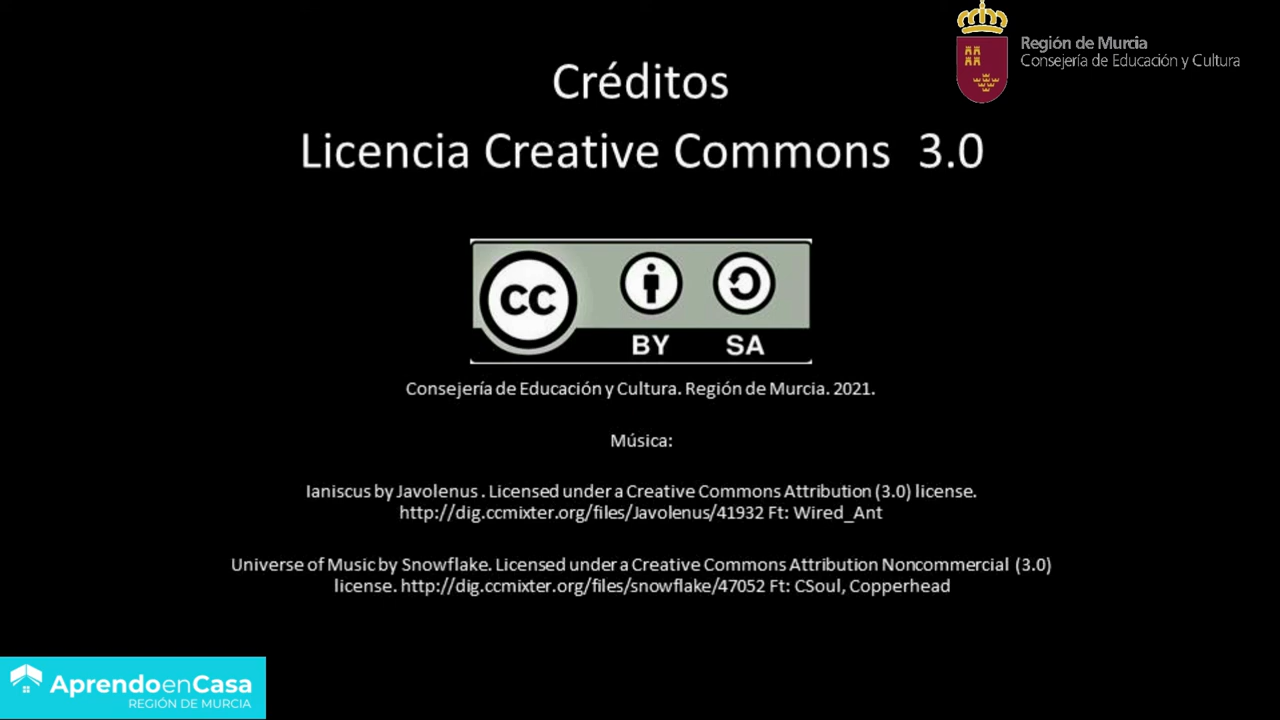 Región de Murcia
Consejería de Educación y Cultura
Créditos
Licencia Creative Commons 3.0
CC
BY SA
Consejería de Educación y Cultura. Región de Murcia. 2021.
Música:
Ianiscus by Javolenus . Licensed under a Creative Commons Attribution (3.0) license.
http://dig.ccmixter.org/files/Javolenus/41932 Ft: Wired_Ant
Universe of Music by Snowflake. Licensed under a Creative Commons Attribution Noncommercial (3.0)
license. http://dig.ccmixter.org/files/snowflake/47052 Ft: CSoul, Copperhead
AprendoenCasa
REGIÓN DE MURCIA